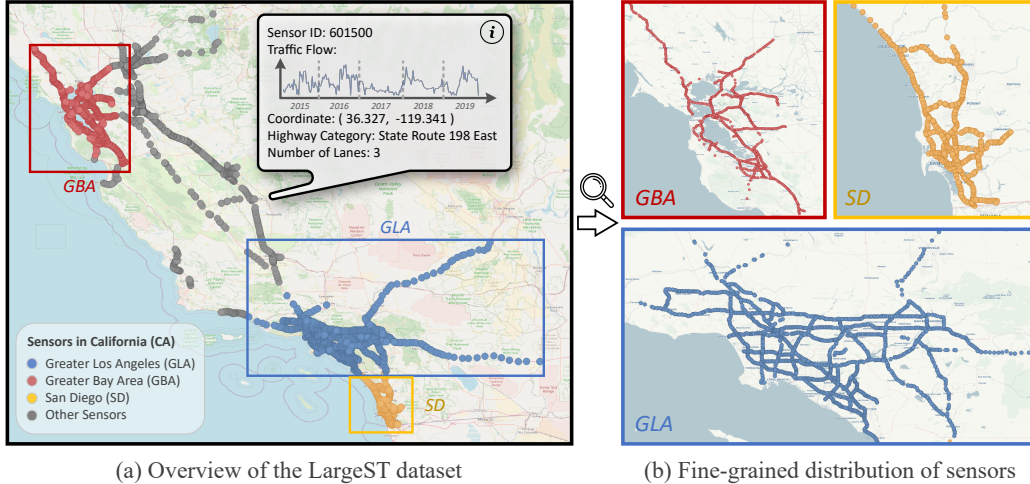 Sensor ID: 601500
Traffic Flow:
2015 2016 2017 2018 2019
Coordinate: ( 36.327, -119.341 )
Highway Category: State Route 198 East
Number of Lanes: 3
i
GBA
GLA
SD
Sensors in California (CA)
Greater Los Angeles (GLA)
Greater Bay Area (GBA)
San Diego (SD)
Other Sensors
GBA
SD
GLA
(a) Overview of the LargeST dataset
(b) Fine-grained distribution of sensors